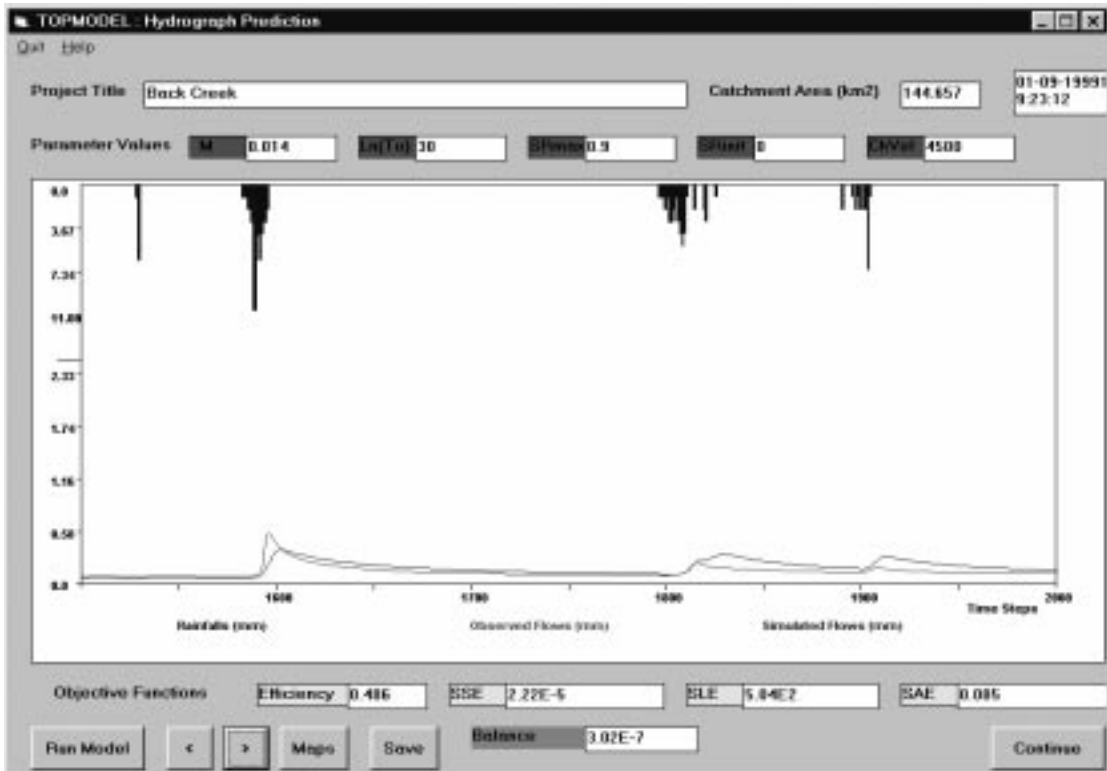 TOPMODEL : Hydrograph Prediction
Quit Help
Project Title Back Creek Catchment Area (km2) 144.657 01-09-19991
9:23:12
Parameter Values M 0.014 Ln(To) 30 SRmax 0.9 SRinit 0 ChVel 4500
0.0
3.67
7.34
11.00
2.33
1.74
1.16
0.58
0.0
1600 1700 1800 1900 2000
Time Steps
Rainfalls (mm) Observed Flows (mm) Simulated Flows (mm)
Objective Functions Efficiency 0.486 SSE 2.22E-5 SLE 5.04E2 SAE 0.085
Run Model < > Maps Save Balance 3.02E-7 Continue